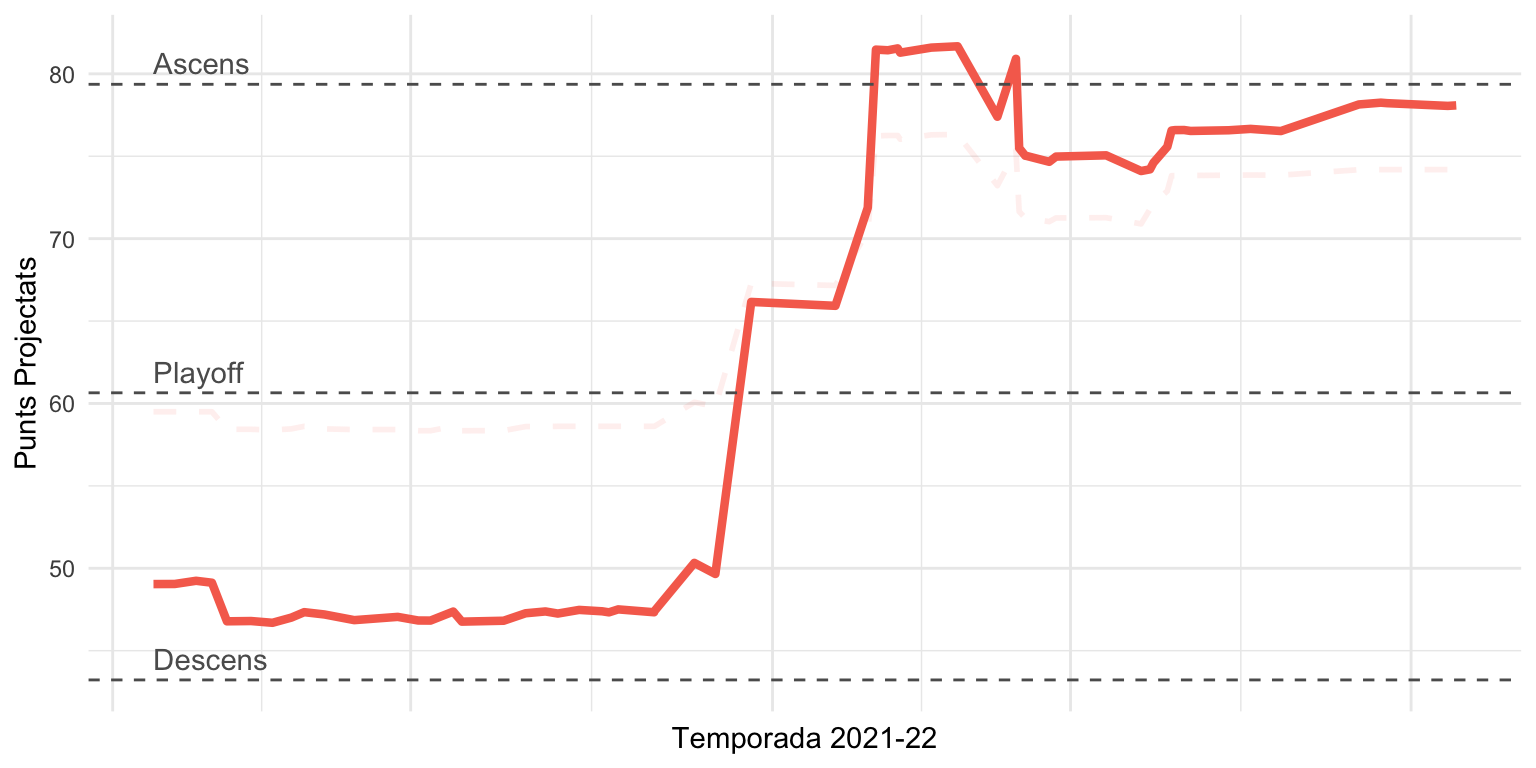 Ascens
80
70
Punts Projectats
Playoff
60
50
Descens
Temporada 2021-22